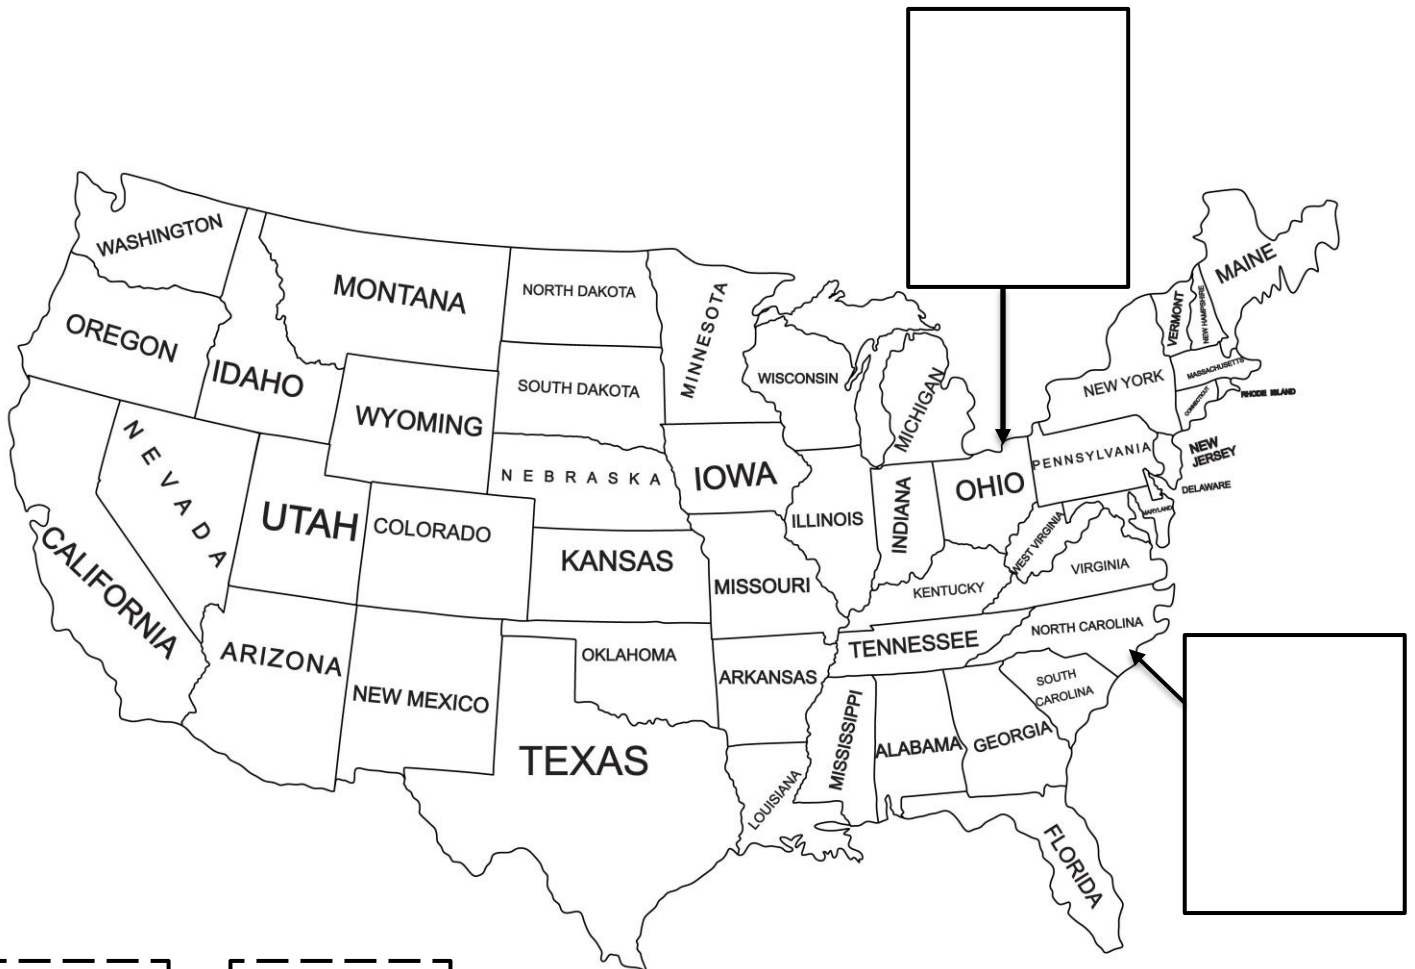 WASHINGTON
MONTANA
NORTH DAKOTA
MINNESOTA
MAINE
VERMONT
NEW HAMPSHIRE
OREGON
IDAHO
WYOMING
SOUTH DAKOTA
WISCONSIN
MICHIGAN
NEW YORK
MASSACHUSETTS
CONNECTICUT
RHODE ISLAND
NEVADA
UTAH
COLORADO
NEBRASKA
IOWA
ILLINOIS
INDIANA
OHIO
PENNSYLVANIA
NEW
JERSEY
DELAWARE
MARYLAND
CALIFORNIA
KANSAS
MISSOURI
KENTUCKY
WEST VIRGINIA
VIRGINIA
ARIZONA
NEW MEXICO
OKLAHOMA
ARKANSAS
TENNESSEE
NORTH CAROLINA
SOUTH
CAROLINA
TEXAS
LOUISIANA
MISSISSIPPI
ALABAMA
GEORGIA
FLORIDA